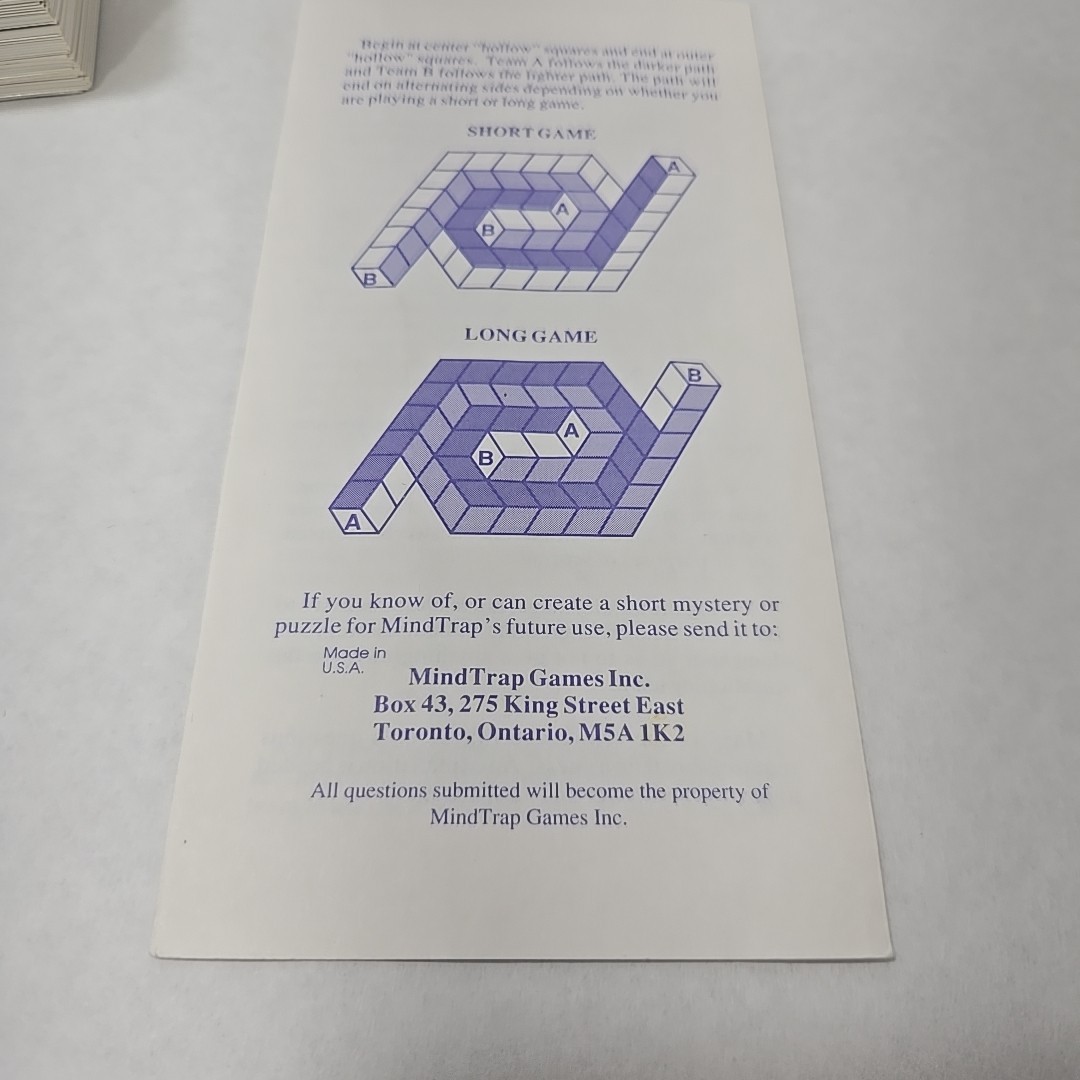 Begin at center "hollow" squares and end at outer
"hollow" squares. Team A follows the darker path
and Team B follows the lighter path. The path will
end on alternating sides depending on whether you
are playing a short or long game.
SHORT GAME
A
A
B
B
LONG GAME
B
A
B
A
If you know of, or can create a short mystery or
puzzle for MindTrap's future use, please send it to:
Made in
U.S.A.
MindTrap Games Inc.
Box 43, 275 King Street East
Toronto, Ontario, M5A 1K2
All questions submitted will become the property of
MindTrap Games Inc.